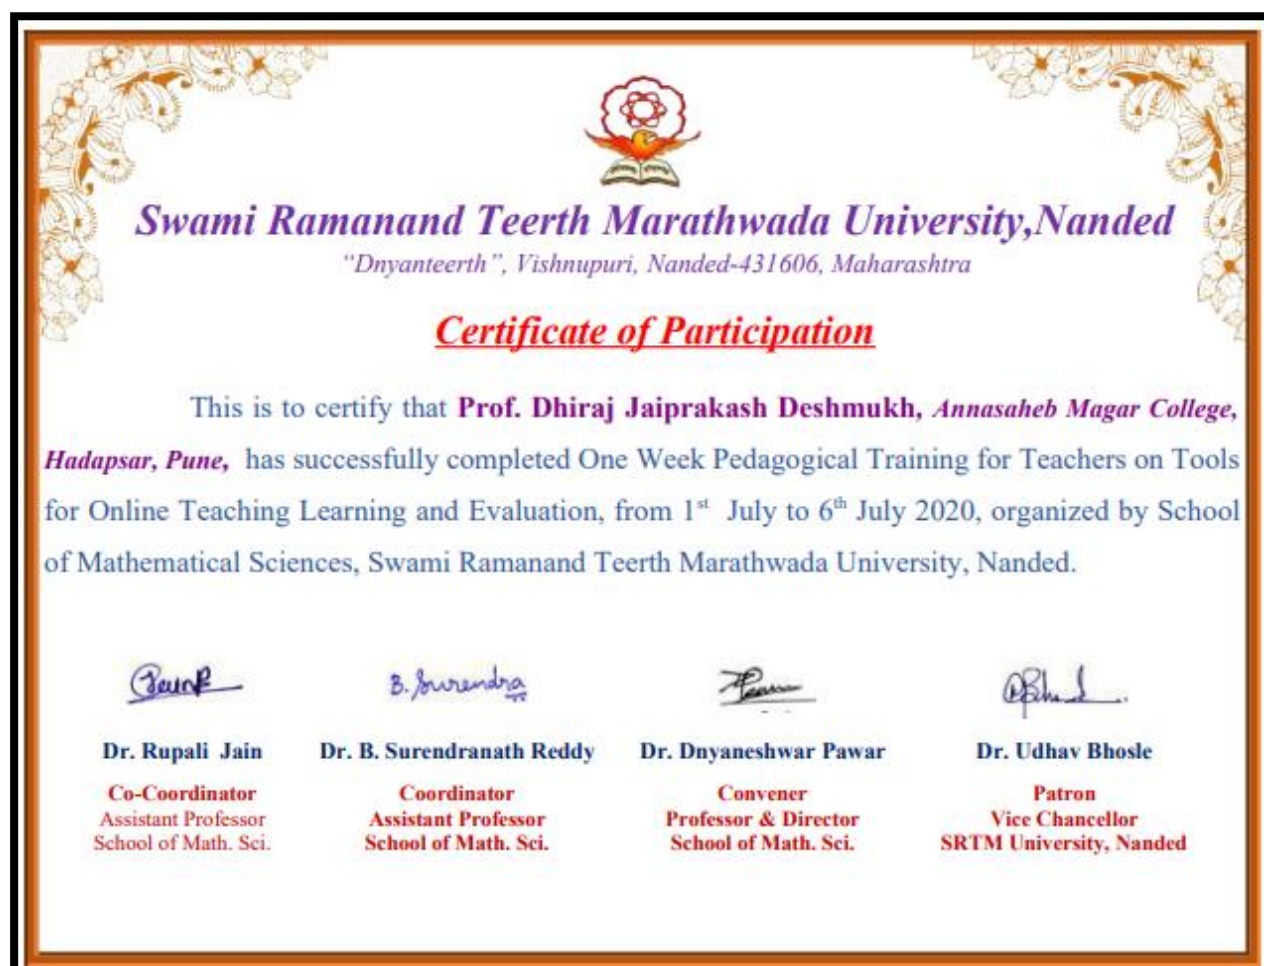 Swami Ramanand Teerth Marathwada University,Nanded
“Dnyanteerth”, Vishnupuri, Nanded-431606, Maharashtra
Certificate of Participation
This is to certify that Prof. Dhiraj Jaiprakash Deshmukh, Annasaheb Magar College,
Hadapsar, Pune, has successfully completed One Week Pedagogical Training for Teachers on Tools
for Online Teaching Learning and Evaluation, from 1st July to 6th July 2020, organized by School
of Mathematical Sciences, Swami Ramanand Teerth Marathwada University, Nanded.
B. Surendra
Dr. Rupali Jain
Co-Coordinator
Assistant Professor
School of Math. Sci.
Dr. B. Surendranath Reddy
Coordinator
Assistant Professor
School of Math. Sci.
Dr. Dnyaneshwar Pawar
Convener
Professor & Director
School of Math. Sci.
Dr. Udhav Bhosle
Patron
Vice Chancellor
SRTM University, Nanded